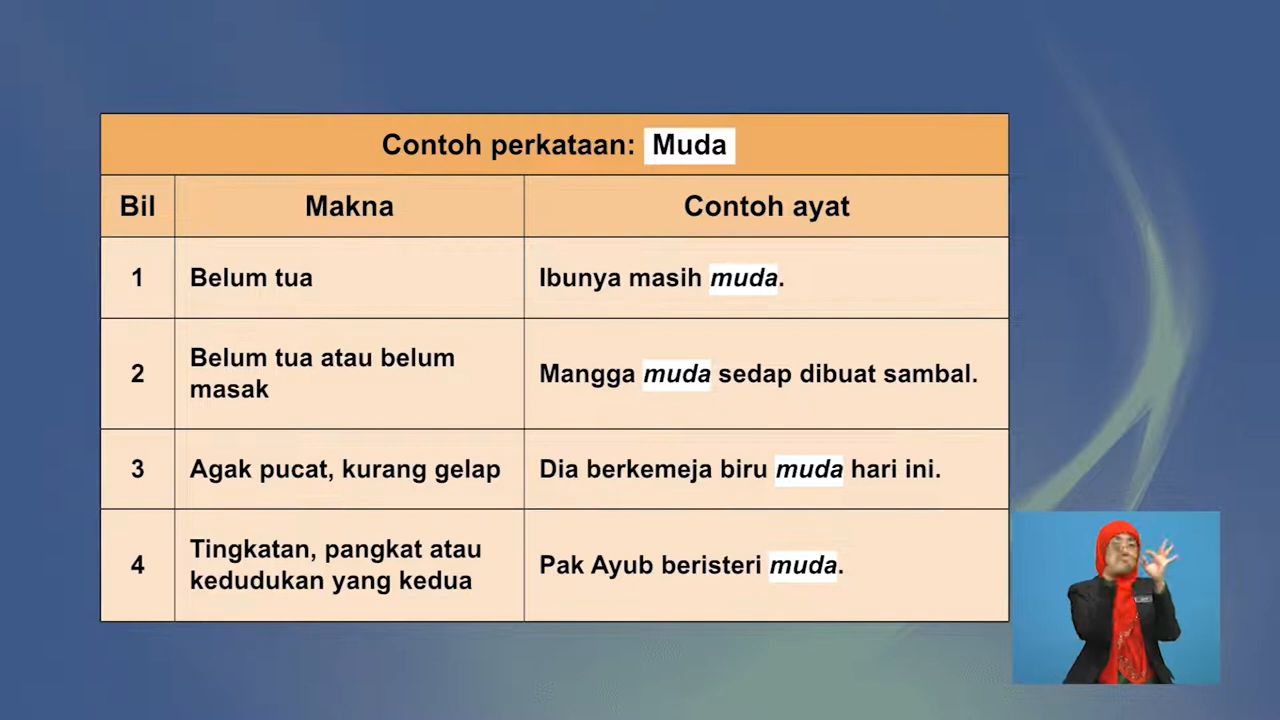 Contoh perkataan: Muda
Bil
Makna
Contoh ayat
1
Belum tua
Ibunya masih muda.
2
Belum tua atau belum
masak
Mangga muda sedap dibuat sambal.
3
Agak pucat, kurang gelap
Dia berkemeja biru muda hari ini.
4
Tingkatan, pangkat atau
kedudukan yang kedua
Pak Ayub beristeri muda.